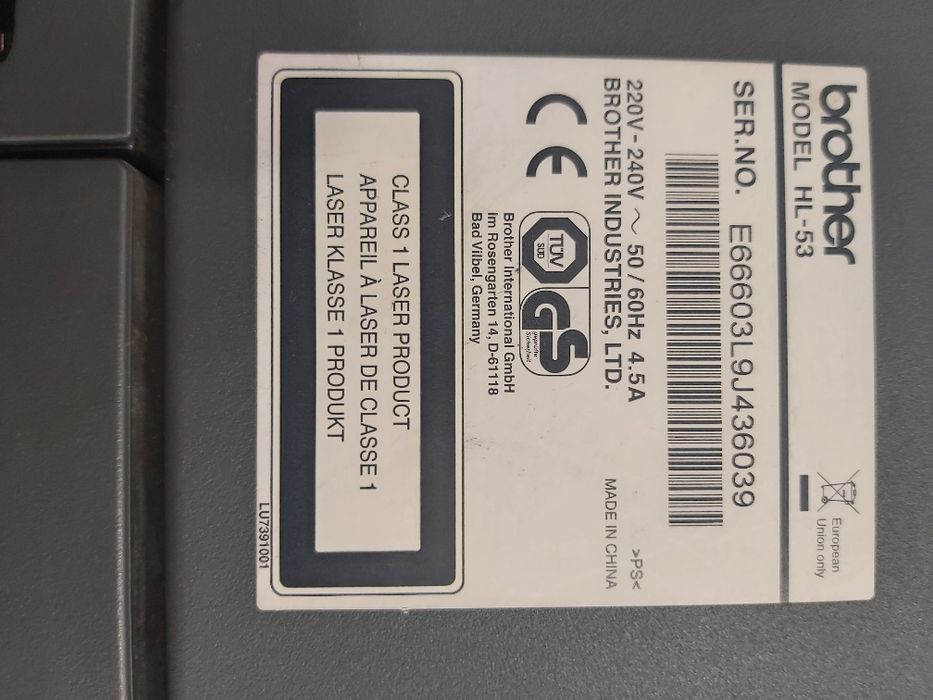 brother
MODEL HL-53
European
Union only
SER.NO. E66603L9J436039
220V-240V ~ 50/60Hz 4.5A
BROTHER INDUSTRIES, LTD.
>PS<
MADE IN CHINA
CE
TÜV
SÜD
GS
geprüfte
Sicherheit
Brother International GmbH
Im Rosengarten 14, D-61118
Bad Vilbel, Germany
CLASS 1 LASER PRODUCT
APPAREIL À LASER DE CLASSE 1
LASER KLASSE 1 PRODUKT
LU7391001